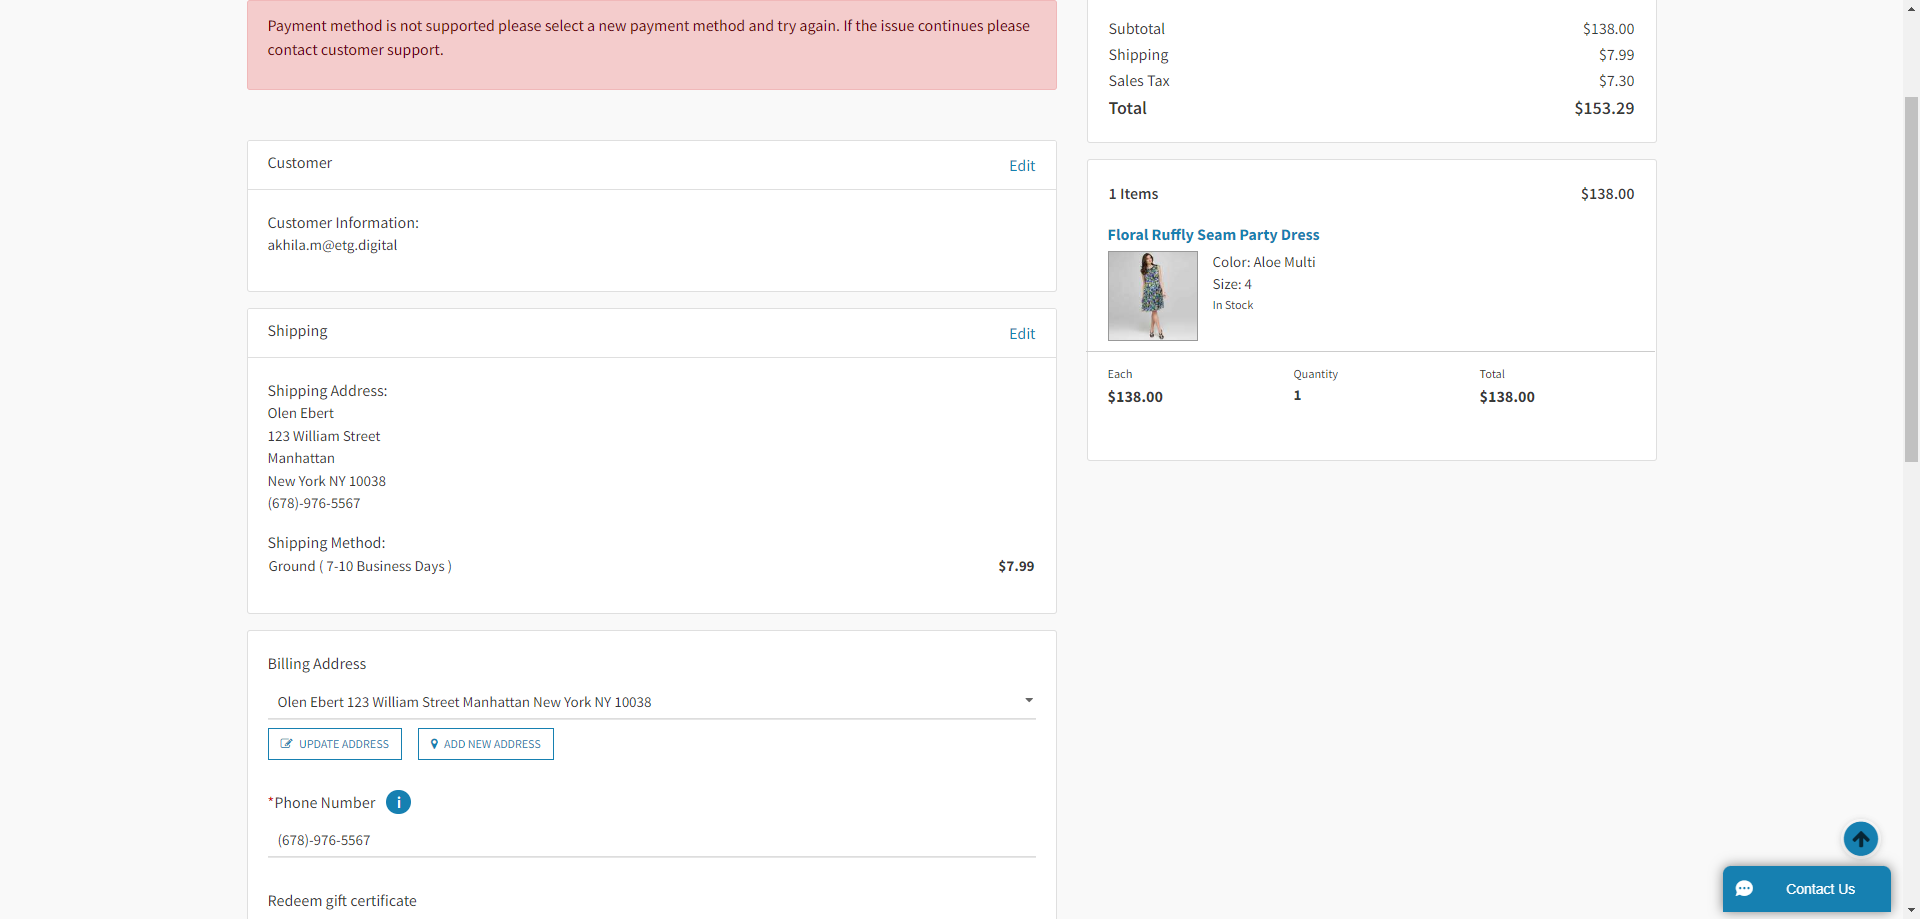 Payment method is not supported please select a new payment method and try again. If the issue continues please
contact customer support.
Customer
Edit
Customer Information:
akhila.m@etg.digital
Shipping
Edit
Shipping Address:
Olen Ebert
123 William Street
Manhattan
New York NY 10038
(678)-976-5567
Shipping Method:
Ground ( 7-10 Business Days )
$7.99
Billing Address
Olen Ebert 123 William Street Manhattan New York NY 10038
UPDATE ADDRESS
ADD NEW ADDRESS
*Phone Number i
(678)-976-5567
Redeem gift certificate
Subtotal $138.00
Shipping $7.99
Sales Tax $7.30
Total $153.29
1 Items $138.00
Floral Ruffly Seam Party Dress
Color: Aloe Multi
Size: 4
In Stock
Each Quantity Total
$138.00 1 $138.00
Contact Us